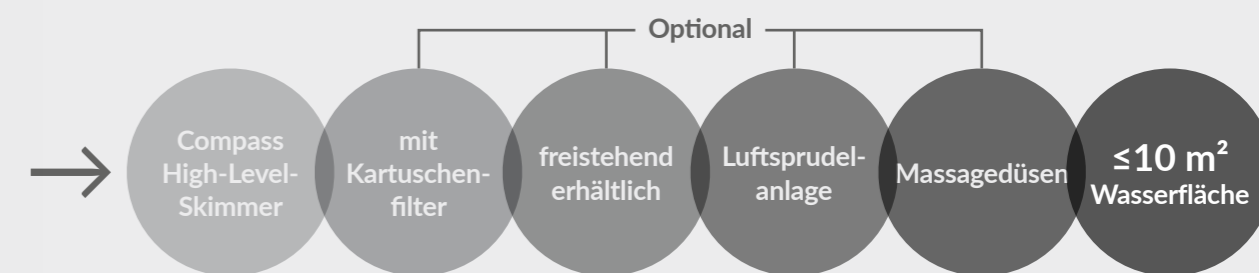 Optional
Compass
High-Level-
Skimmer
mit
Kartuschen-
filter
freistehend
erhältlich
Luftsprudel-
anlage
Massagedüsen
≤10 m²
Wasserfläche